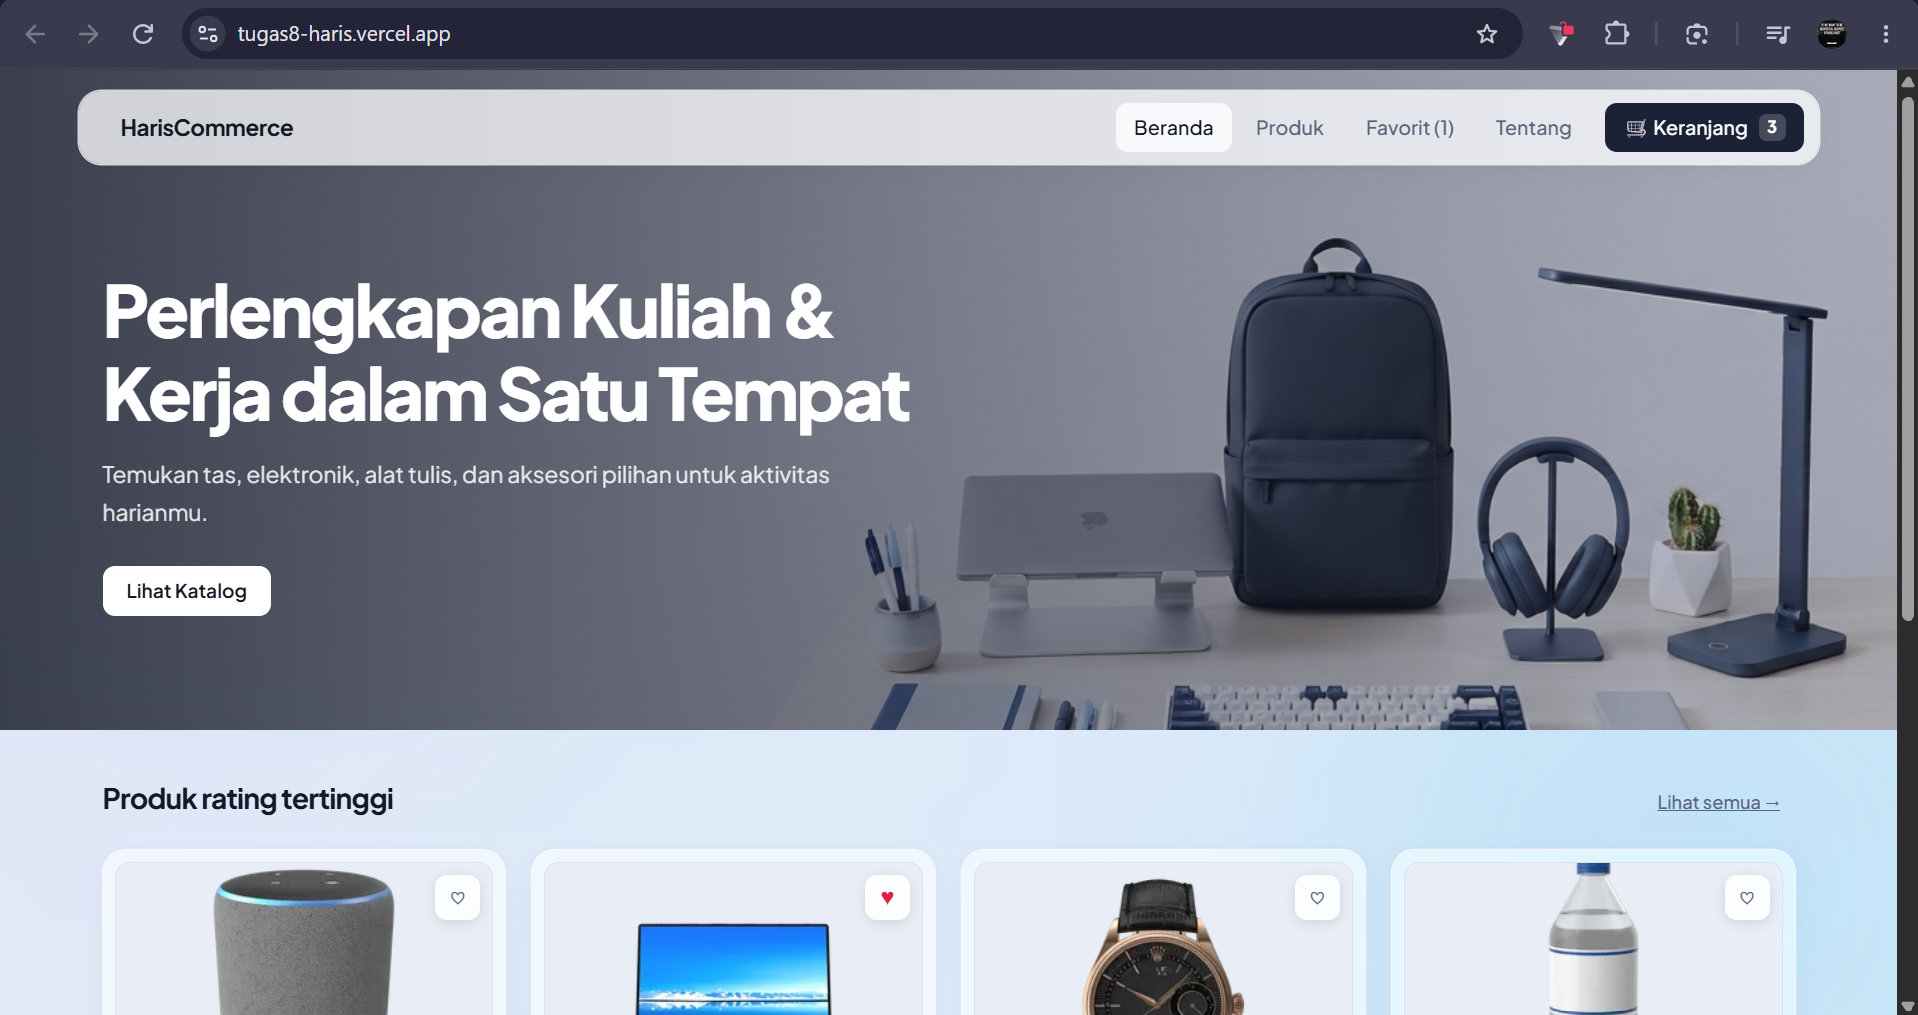 tugas8-haris.vercel.app
HarisCommerce
Beranda
Produk
Favorit (1)
Tentang
Keranjang 3
Perlengkapan Kuliah &
Kerja dalam Satu Tempat
Temukan tas, elektronik, alat tulis, dan aksesori pilihan untuk aktivitas
harianmu.
Lihat Katalog
Produk rating tertinggi
Lihat semua →